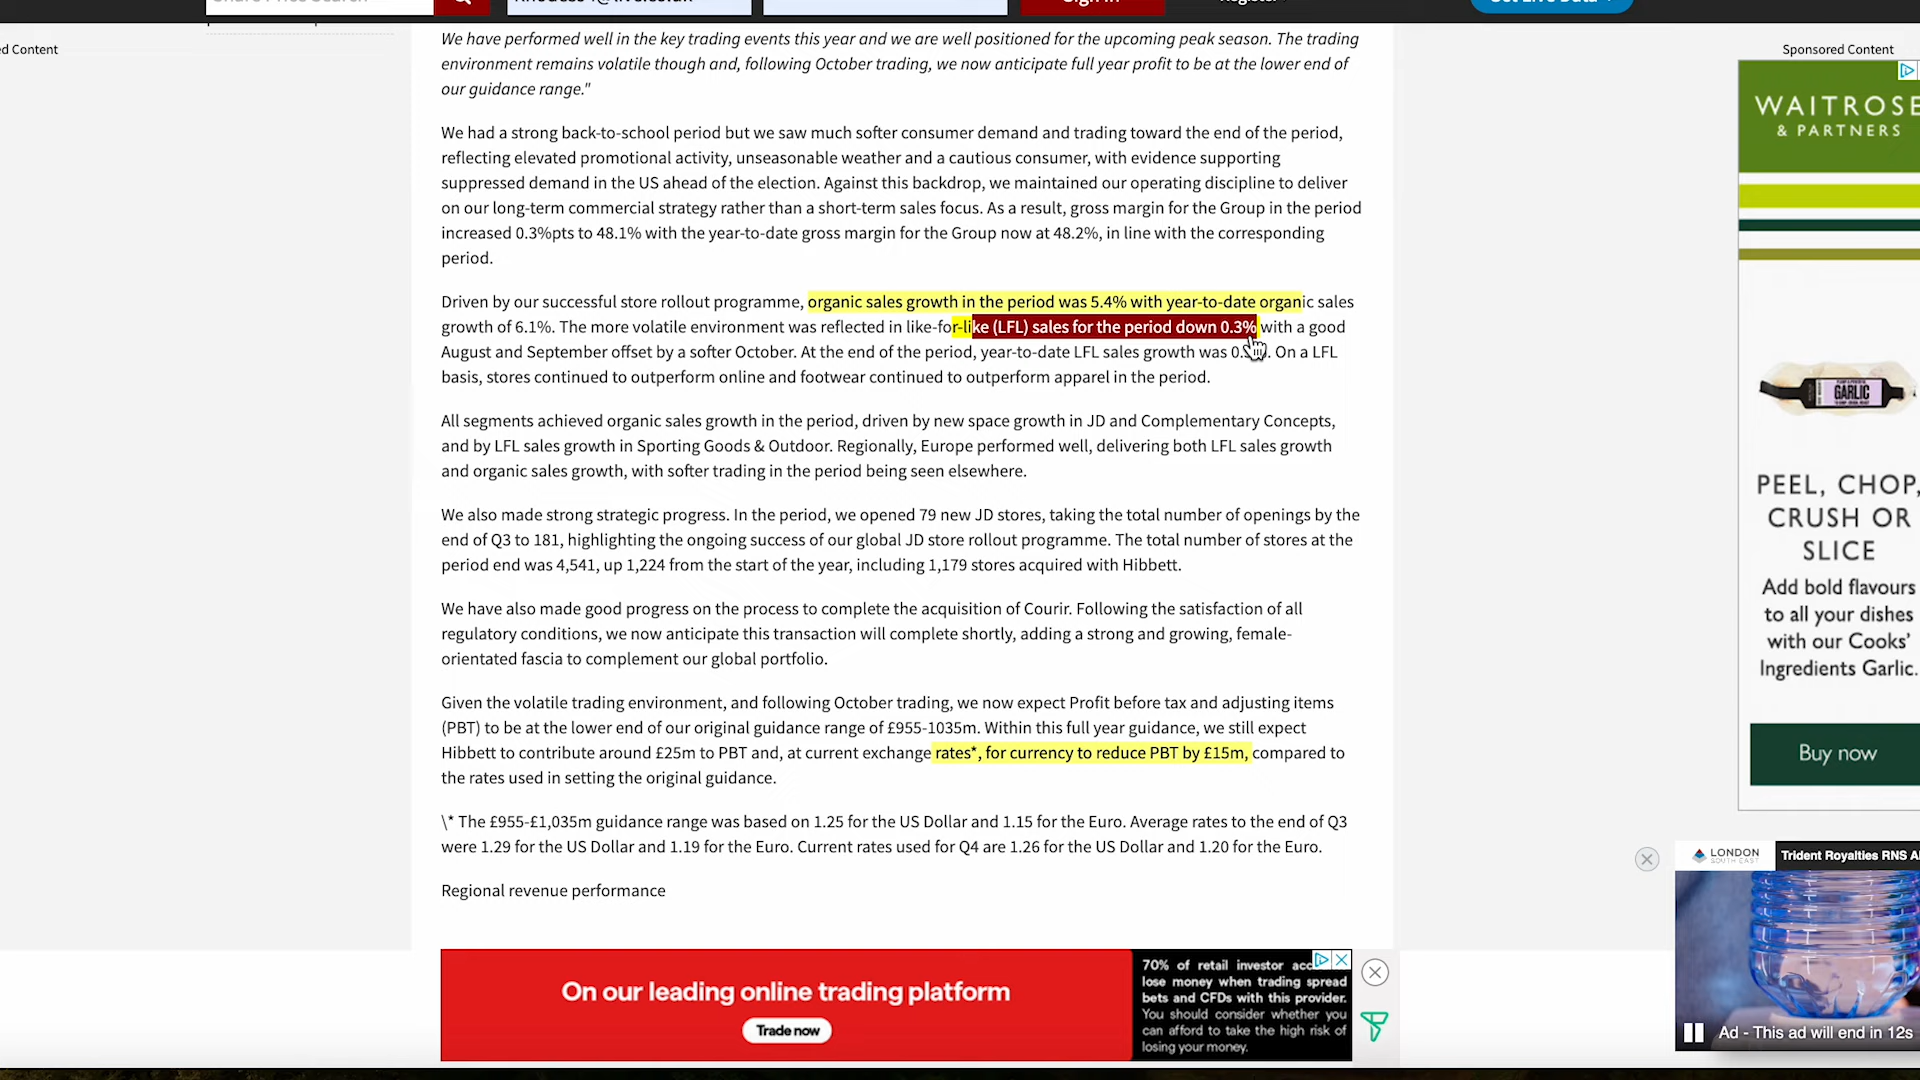 Sign In
Register
ed Content
We have performed well in the key trading events this year and we are well positioned for the upcoming peak season. The trading
environment remains volatile though and, following October trading, we now anticipate full year profit to be at the lower end of
our guidance range."
We had a strong back-to-school period but we saw much softer consumer demand and trading toward the end of the period,
reflecting elevated promotional activity, unseasonable weather and a cautious consumer, with evidence supporting
suppressed demand in the US ahead of the election. Against this backdrop, we maintained our operating discipline to deliver
on our long-term commercial strategy rather than a short-term sales focus. As a result, gross margin for the Group in the period
increased 0.3%pts to 48.1% with the year-to-date gross margin for the Group now at 48.2%, in line with the corresponding
period.
Driven by our successful store rollout programme, organic sales growth in the period was 5.4% with year-to-date organic sales
growth of 6.1%. The more volatile environment was reflected in like-for-like (LFL) sales for the period down 0.3% with a good
August and September offset by a softer October. At the end of the period, year-to-date LFL sales growth was On a LFL
basis, stores continued to outperform online and footwear continued to outperform apparel in the period.
All segments achieved organic sales growth in the period, driven by new space growth in JD and Complementary Concepts,
and by LFL sales growth in Sporting Goods & Outdoor. Regionally, Europe performed well, delivering both LFL sales growth
and organic sales growth, with softer trading in the period being seen elsewhere.
We also made strong strategic progress. In the period, we opened 79 new JD stores, taking the total number of openings by the
end of Q3 to 181, highlighting the ongoing success of our global JD store rollout programme. The total number of stores at the
period end was 4,541, up 1,224 from the start of the year, including 1,179 stores acquired with Hibbett.
We have also made good progress on the process to complete the acquisition of Courir. Following the satisfaction of all
regulatory conditions, we now anticipate this transaction will complete shortly, adding a strong and growing, female-
orientated fascia to complement our global portfolio.
Given the volatile trading environment, and following October trading, we now expect Profit before tax and adjusting items
(PBT) to be at the lower end of our original guidance range of £955-1035m. Within this full year guidance, we still expect
Hibbett to contribute around £25m to PBT and, at current exchange rates*, for currency to reduce PBT by £15m, compared to
the rates used in setting the original guidance.
\* The £955-£1,035m guidance range was based on 1.25 for the US Dollar and 1.15 for the Euro. Average rates to the end of Q3
were 1.29 for the US Dollar and 1.19 for the Euro. Current rates used for Q4 are 1.26 for the US Dollar and 1.20 for the Euro.
Regional revenue performance
On our leading online trading platform
Trade now
70% of retail investor acc
lose money when trading spread
bets and CFDs with this provider.
You should consider whether you
can afford to take the high risk of
losing your money.
Sponsored Content
WAITROSE
& PARTNERS
GARLIC
PEEL, CHOP,
CRUSH OR
SLICE
Add bold flavours
to all your dishes
with our Cooks'
Ingredients Garlic.
Buy now
LONDON
SOUTH EAST
Trident Royalties RNS A
Ad - This ad will end in 12s